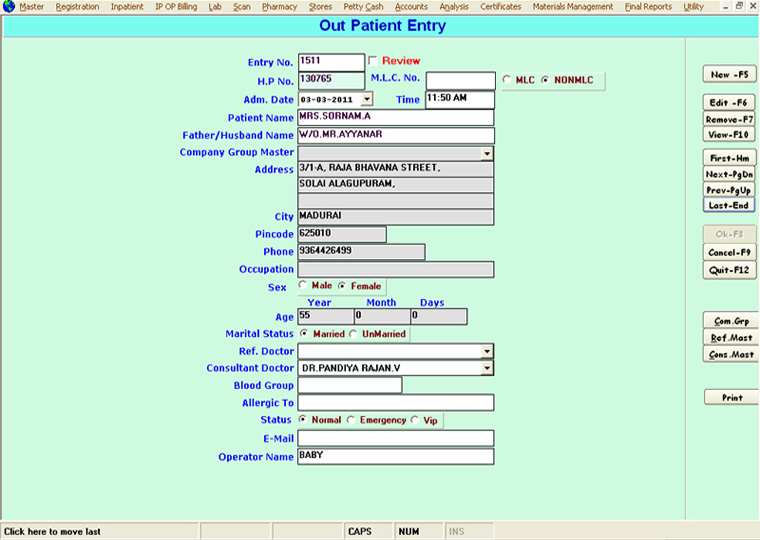 Master Registration Inpatient IP OP Billing Lab Scan Pharmacy Stores Petty Cash Accounts Analysis Certificates Materials Management Final Reports Utility
Out Patient Entry
Entry No. 1511 Review
H.P No. 130765 M.L.C. No. MLC NONMLC
Adm. Date 03-03-2011 Time 11:50 AM
Patient Name MRS.SORNAM.A
Father/Husband Name W/O.MR.AYYANAR
Company Group Master
Address 3/1-A, RAJA BHAVANA STREET,
SOLAI ALAGUPURAM,
City MADURAI
Pincode 625010
Phone 9364426499
Occupation
Sex Male Female
Year Month Days
Age 55 0 0
Marital Status Married UnMarried
Ref. Doctor
Consultant Doctor DR.PANDIYA RAJAN.V
Blood Group
Allergic To
Status Normal Emergency Vip
E-Mail
Operator Name BABY
New -F5
Edit -F6
Remove-F7
View-F10
First-Hm
Next-PgDn
Prev-PgUp
Last-End
Ok-F8
Cancel-F9
Quit-F12
Com.Grp
Ref.Mast
Cons.Mast
Print
Click here to move last CAPS NUM INS